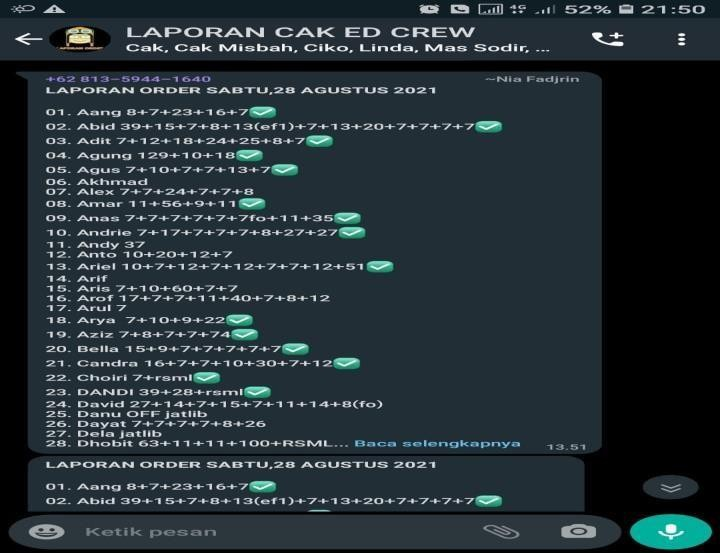 4G 52% 21:50
LAPORAN CAK ED CREW
Cak, Cak Misbah, Ciko, Linda, Mas Sodir, ...
+62 813-5944-1640 ~Nia Fadjrin
LAPORAN ORDER SABTU,28 AGUSTUS 2021
01. Aang 8+7+23+16+7✅
02. Abid 39+15+7+8+13(ef1)+7+13+20+7+7+7+7✅
03. Adit 7+12+18+24+25+8+7✅
04. Agung 129+10+18✅
05. Agus 7+10+7+7+13+7✅
06. Akhmad
07. Alex 7+7+24+7+7+8
08. Amar 11+56+9+11✅
09. Anas 7+7+7+7+7+7fo+11+35✅
10. Andrie 7+17+7+7+7+8+27+27✅
11. Andy 37
12. Anto 10+20+12+7
13. Ariel 10+7+12+7+12+7+7+12+51✅
14. Arif
15. Aris 7+10+60+7+7
16. Arof 17+7+7+11+40+7+8+12
17. Arul 7
18. Arya 7+10+9+22✅
19. Aziz 7+8+7+7+74✅
20. Bella 15+9+7+7+7+7+7✅
21. Candra 16+7+7+10+30+7+12✅
22. Choiri 7+rsml✅
23. DANDI 39+28+rsml✅
24. David 27+14+7+15+7+11+14+8(fo)
25. Danu OFF jatlib
26. Dayat 7+7+7+7+8+26
27. Dela jatlib
28. Dhobit 63+11+11+100+RSML... Baca selengkapnya 13.51
LAPORAN ORDER SABTU,28 AGUSTUS 2021
01. Aang 8+7+23+16+7✅
02. Abid 39+15+7+8+13(ef1)+7+13+20+7+7+7+7✅
Ketik pesan